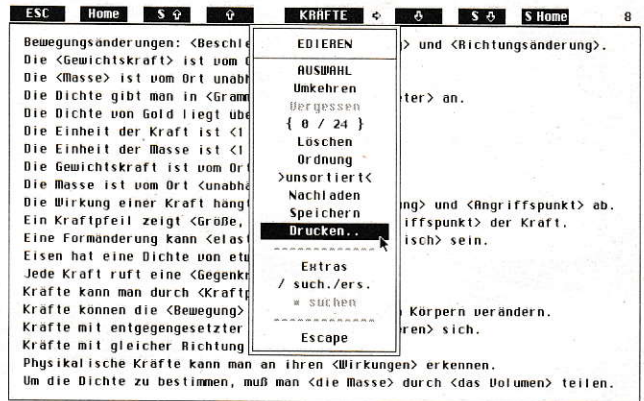 ESC Home S ⇧ ⇧ KRÄFTE ⇨ ⇩ S ⇩ S Home 8
Bewegungsänderungen: <Beschle g> und <Richtungsänderung>.
Die <Gewichtskraft> ist vom O
Die <Masse> ist vom Ort unabh
Die Dichte gibt man in <Gramm eter> an.
Die Dichte von Gold liegt übe
Die Einheit der Kraft ist <1
Die Einheit der Masse ist <1
Die Gewichtskraft ist vom Ort
Die Masse ist vom Ort <unabhä
Die Wirkung einer Kraft hängt ng> und <Angriffspunkt> ab.
Ein Kraftpfeil zeigt <Größe, iffspunkt> der Kraft.
Eine Formänderung kann <elast isch> sein.
Eisen hat eine Dichte von etw
Jede Kraft ruft eine <Gegenkr
Kräfte kann man durch <Kraftp
Kräfte können die <Bewegung> n Körpern verändern.
Kräfte mit entgegengesetzter eren> sich.
Kräfte mit gleicher Richtung
Physikalische Kräfte kann man an ihren <Wirkungen> erkennen.
Um die Dichte zu bestimmen, muß man <die Masse> durch <das Volumen> teilen.
EDIEREN
AUSWAHL
Umkehren
Vergessen
{ 0 / 24 }
Löschen
Ordnung
>unsortiert<
Nachladen
Speichern
Drucken..
Extras
/ such./ers.
* suchen
Escape